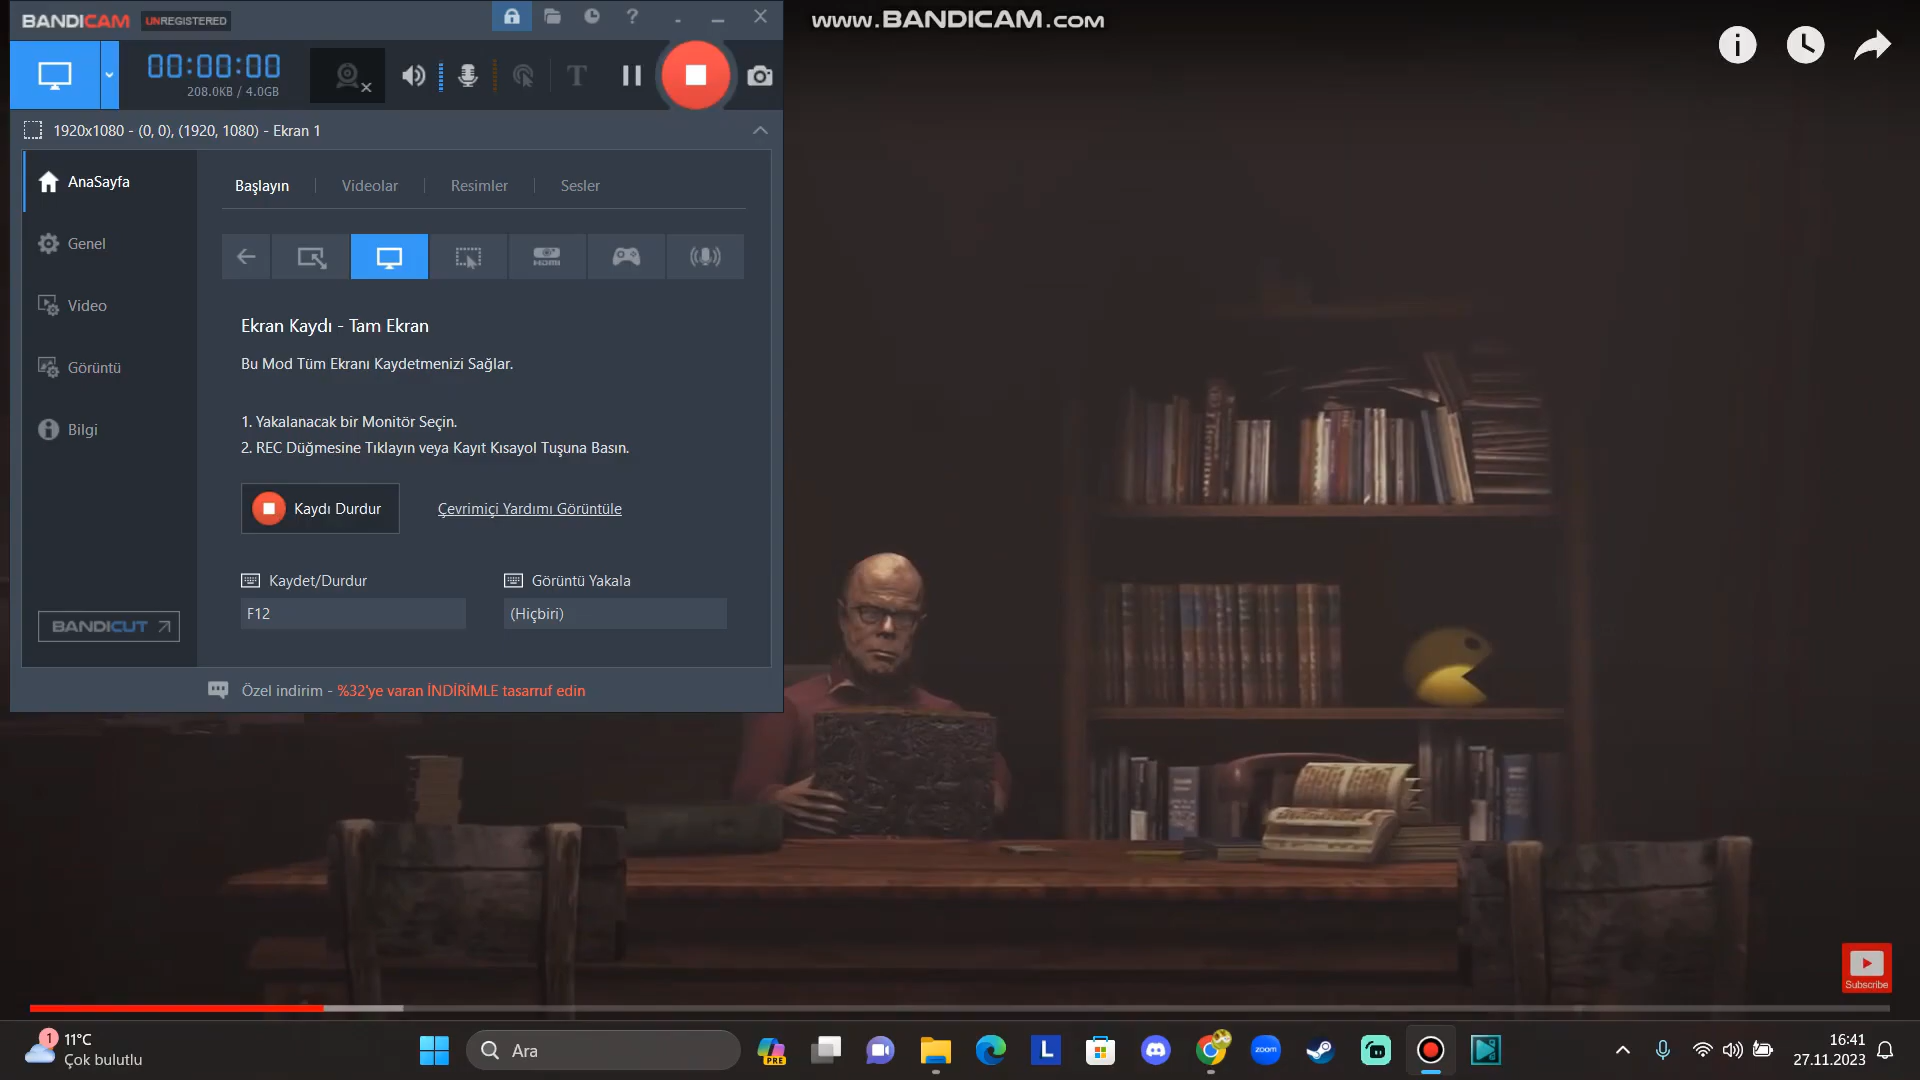 BANDICAM UNREGISTERED
www.BANDICAM.com
00:00:00
208.0KB / 4.0GB
1920x1080 - (0, 0), (1920, 1080) - Ekran 1
AnaSayfa
Genel
Video
Görüntü
Bilgi
BANDICUT
Başlayın
Videolar
Resimler
Sesler
HDMI
Ekran Kaydı - Tam Ekran
Bu Mod Tüm Ekranı Kaydetmenizi Sağlar.
1. Yakalanacak bir Monitör Seçin.
2. REC Düğmesine Tıklayın veya Kayıt Kısayol Tuşuna Basın.
Kaydı Durdur
Çevrimiçi Yardımı Görüntüle
Kaydet/Durdur
Görüntü Yakala
F12
(Hiçbiri)
Özel indirim - %32'ye varan İNDİRİMLE tasarruf edin
Subscribe
1
11°C
Çok bulutlu
Ara
PRE
L
zoom
16:41
27.11.2023